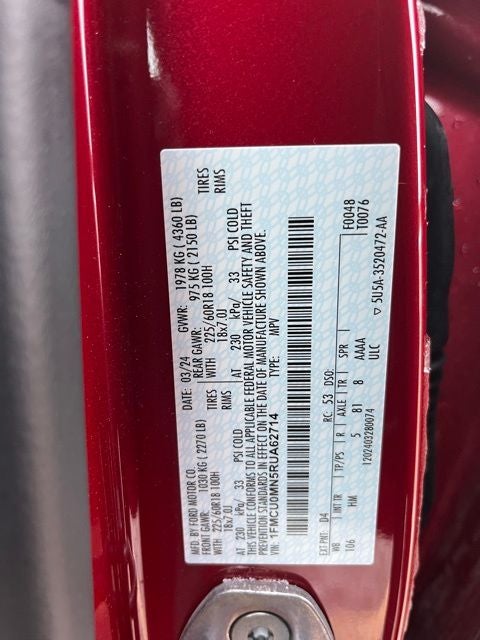 MFD. BY FORD MOTOR CO.
DATE: 03/24 GVWR: 1978 KG ( 4360 LB)
FRONT GAWR: 1030 KG ( 2270 LB) REAR GAWR: 975 KG ( 2150 LB)
WITH 225/60R18 100H TIRES WITH 225/60R18 100H TIRES
18x7.0J RIMS 18x7.0J RIMS
AT 230 kPa/ 33 PSI COLD AT 230 kPa/ 33 PSI COLD
THIS VEHICLE CONFORMS TO ALL APPLICABLE FEDERAL MOTOR VEHICLE SAFETY AND THEFT
PREVENTION STANDARDS IN EFFECT ON THE DATE OF MANUFACTURE SHOWN ABOVE.
VIN: 1FMCU0MN5RUA62714 TYPE: MPV
F0048
T0076
EXT PNT: D4 RC: 53 DSO:
WB INT TR TP/PS R AXLE TR SPR
106 HM 5 81 8 AAAA
ULC
1202403280074 5U5A-3520472-AA